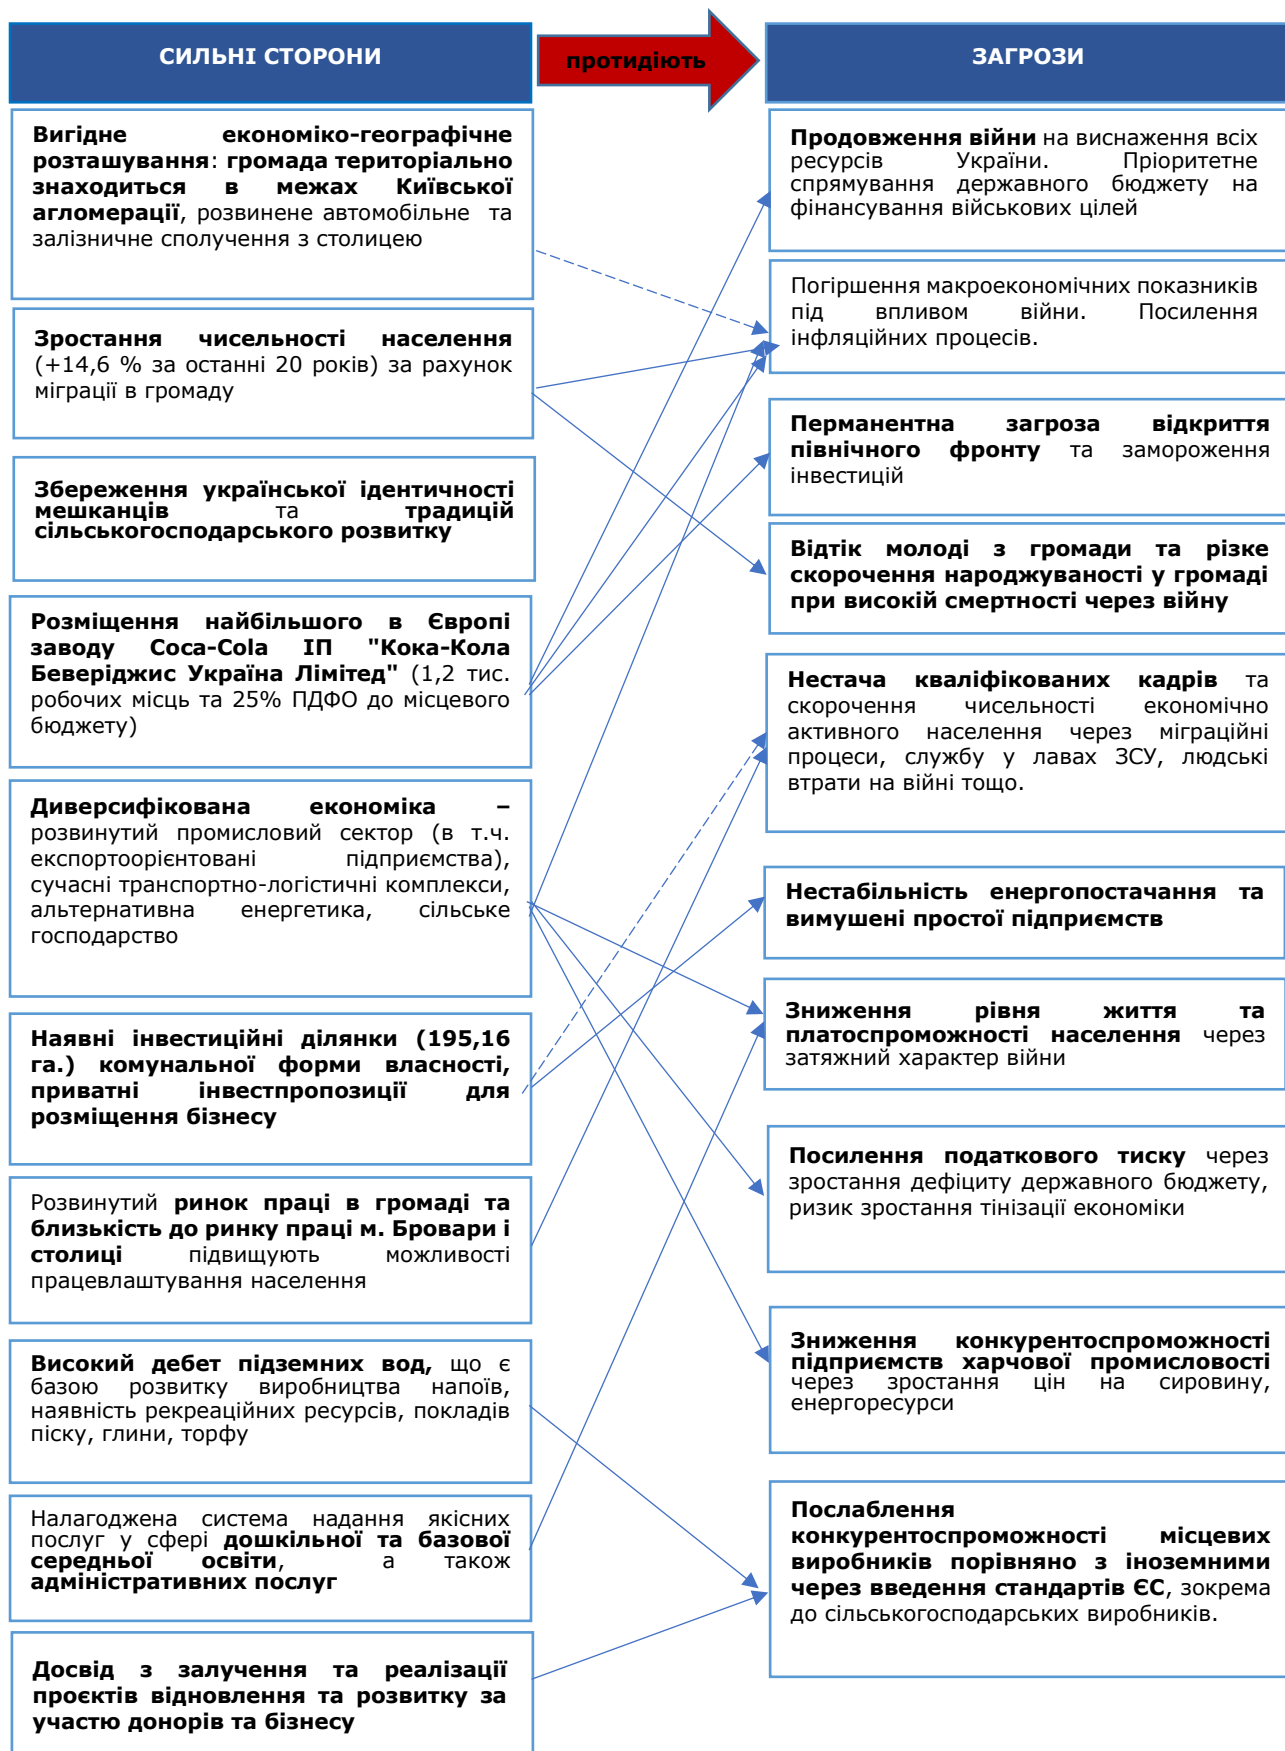 СИЛЬНІ СТОРОНИ
протидіють
ЗАГРОЗИ
Вигідне економіко-географічне
розташування: громада територіально
знаходиться в межах Київської
агломерації, розвинене автомобільне та
залізничне сполучення з столицею
Зростання чисельності населення
(+14,6 % за останні 20 років) за рахунок
міграції в громаду
Збереження української ідентичності
мешканців та традицій
сільськогосподарського розвитку
Розміщення найбільшого в Європі
заводу Coca-Cola ІП "Кока-Кола
Беверіджис Україна Лімітед" (1,2 тис.
робочих місць та 25% ПДФО до місцевого
бюджету)
Диверсифікована економіка –
розвинутий промисловий сектор (в т.ч.
експортоорієнтовані підприємства),
сучасні транспортно-логістичні комплекси,
альтернативна енергетика, сільське
господарство
Наявні інвестиційні ділянки (195,16
га.) комунальної форми власності,
приватні інвестпропозиції для
розміщення бізнесу
Розвинутий ринок праці в громаді та
близькість до ринку праці м. Бровари і
столиці підвищують можливості
працевлаштування населення
Високий дебет підземних вод, що є
базою розвитку виробництва напоїв,
наявність рекреаційних ресурсів, покладів
піску, глини, торфу
Налагоджена система надання якісних
послуг у сфері дошкільної та базової
середньої освіти, а також
адміністративних послуг
Досвід з залучення та реалізації
проєктів відновлення та розвитку за
участю донорів та бізнесу
Продовження війни на виснаження всіх
ресурсів України. Пріоритетне
спрямування державного бюджету на
фінансування військових цілей
Погіршення макроекономічних показників
під впливом війни. Посилення
інфляційних процесів.
Перманентна загроза відкриття
північного фронту та замороження
інвестицій
Відтік молоді з громади та різке
скорочення народжуваності у громаді
при високій смертності через війну
Нестача кваліфікованих кадрів та
скорочення чисельності економічно
активного населення через міграційні
процеси, службу у лавах ЗСУ, людські
втрати на війні тощо.
Нестабільність енергопостачання та
вимушені простої підприємств
Зниження рівня життя та
платоспроможності населення через
затяжний характер війни
Посилення податкового тиску через
зростання дефіциту державного бюджету,
ризик зростання тінізації економіки
Зниження конкурентоспроможності
підприємств харчової промисловості
через зростання цін на сировину,
енергоресурси
Послаблення
конкурентоспроможності місцевих
виробників порівняно з іноземними
через введення стандартів ЄС, зокрема
до сільськогосподарських виробників.